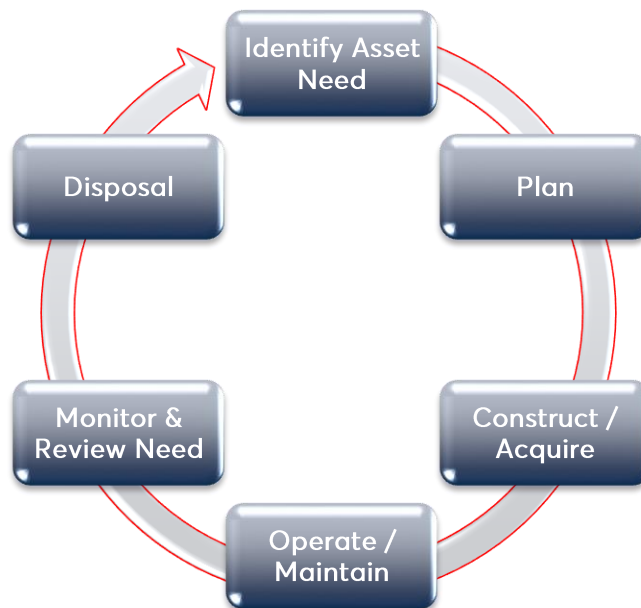 Identify Asset
Need
Plan
Construct /
Acquire
Operate /
Maintain
Monitor &
Review Need
Disposal